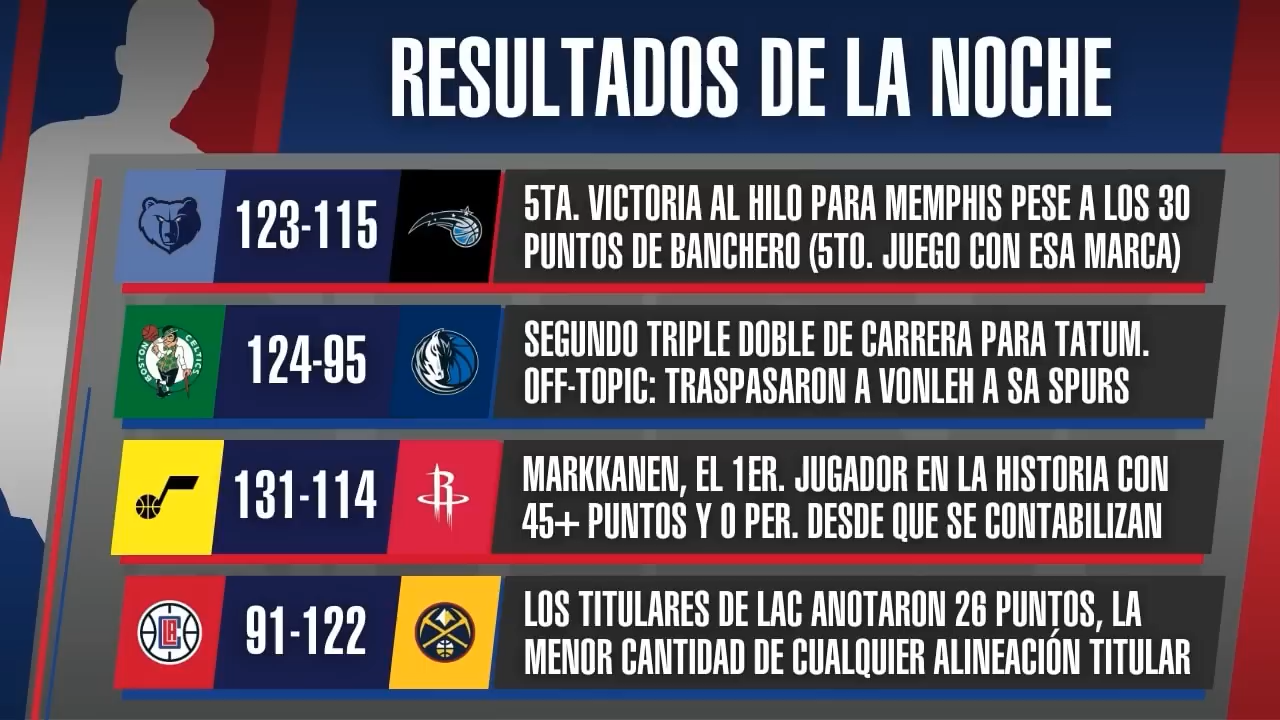 RESULTADOS DE LA NOCHE
123-115
5TA. VICTORIA AL HILO PARA MEMPHIS PESE A LOS 30
PUNTOS DE BANCHERO (5TO. JUEGO CON ESA MARCA)
BOSTON CELTICS
124-95
SEGUNDO TRIPLE DOBLE DE CARRERA PARA TATUM.
OFF-TOPIC: TRASPASARON A VONLEH A SA SPURS
131-114
R
MARKKANEN, EL 1ER. JUGADOR EN LA HISTORIA CON
45+ PUNTOS Y 0 PER. DESDE QUE SE CONTABILIZAN
LA
91-122
LOS TITULARES DE LAC ANOTARON 26 PUNTOS, LA
MENOR CANTIDAD DE CUALQUIER ALINEACIÓN TITULAR